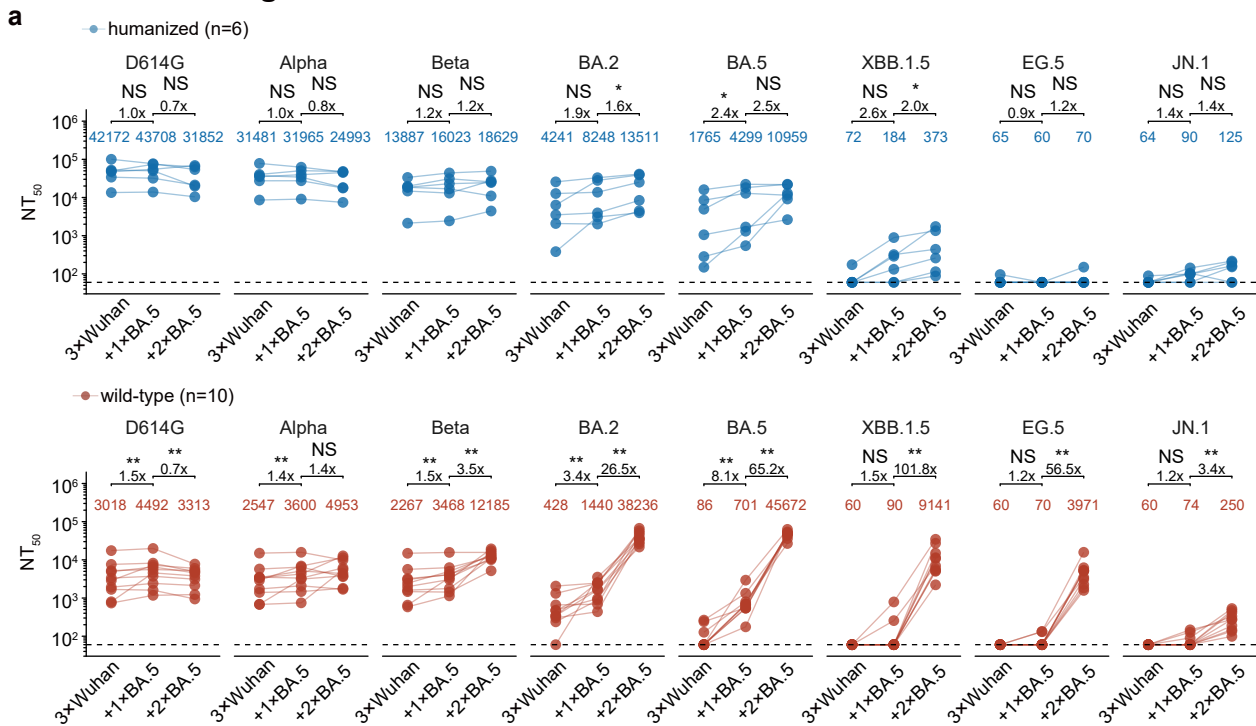 a
humanized (n=6)
D614G Alpha Beta BA.2 BA.5 XBB.1.5 EG.5 JN.1
NS NS NS NS NS NS NS * * NS NS * NS NS NS NS
1.0x 0.7x 1.0x 0.8x 1.2x 1.2x 1.9x 1.6x 2.4x 2.5x 2.6x 2.0x 0.9x 1.2x 1.4x 1.4x
10⁶
42172 43708 31852 31481 31965 24993 13887 16023 18629 4241 8248 13511 1765 4299 10959 72 184 373 65 60 70 64 90 125
10⁵
10⁴
10³
10²
NT₅₀
3×Wuhan +1×BA.5 +2×BA.5 3×Wuhan +1×BA.5 +2×BA.5 3×Wuhan +1×BA.5 +2×BA.5 3×Wuhan +1×BA.5 +2×BA.5 3×Wuhan +1×BA.5 +2×BA.5 3×Wuhan +1×BA.5 +2×BA.5 3×Wuhan +1×BA.5 +2×BA.5 3×Wuhan +1×BA.5 +2×BA.5
wild-type (n=10)
D614G Alpha Beta BA.2 BA.5 XBB.1.5 EG.5 JN.1
** ** ** NS ** ** ** ** ** ** NS ** NS ** NS **
1.5x 0.7x 1.4x 1.4x 1.5x 3.5x 3.4x 26.5x 8.1x 65.2x 1.5x 101.8x 1.2x 56.5x 1.2x 3.4x
10⁶
3018 4492 3313 2547 3600 4953 2267 3468 12185 428 1440 38236 86 701 45672 60 90 9141 60 70 3971 60 74 250
10⁵
10⁴
10³
10²
NT₅₀
3×Wuhan +1×BA.5 +2×BA.5 3×Wuhan +1×BA.5 +2×BA.5 3×Wuhan +1×BA.5 +2×BA.5 3×Wuhan +1×BA.5 +2×BA.5 3×Wuhan +1×BA.5 +2×BA.5 3×Wuhan +1×BA.5 +2×BA.5 3×Wuhan +1×BA.5 +2×BA.5 3×Wuhan +1×BA.5 +2×BA.5